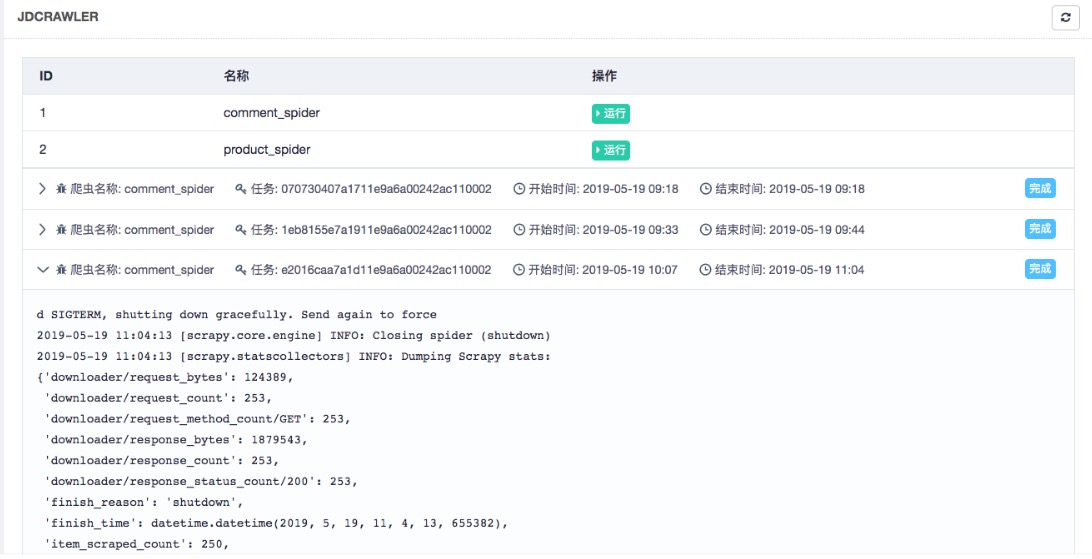 JDCRAWLER
ID 名称 操作
1 comment_spider 运行
2 product_spider 运行
爬虫名称: comment_spider 任务: 070730407a1711e9a6a00242ac110002 开始时间: 2019-05-19 09:18 结束时间: 2019-05-19 09:18 完成
爬虫名称: comment_spider 任务: 1eb8155e7a1911e9a6a00242ac110002 开始时间: 2019-05-19 09:33 结束时间: 2019-05-19 09:44 完成
爬虫名称: comment_spider 任务: e2016caa7a1d11e9a6a00242ac110002 开始时间: 2019-05-19 10:07 结束时间: 2019-05-19 11:04 完成
d SIGTERM, shutting down gracefully. Send again to force
2019-05-19 11:04:13 [scrapy.core.engine] INFO: Closing spider (shutdown)
2019-05-19 11:04:13 [scrapy.statscollectors] INFO: Dumping Scrapy stats:
{'downloader/request_bytes': 124389,
'downloader/request_count': 253,
'downloader/request_method_count/GET': 253,
'downloader/response_bytes': 1879543,
'downloader/response_count': 253,
'downloader/response_status_count/200': 253,
'finish_reason': 'shutdown',
'finish_time': datetime.datetime(2019, 5, 19, 11, 4, 13, 655382),
'item_scraped_count': 250,